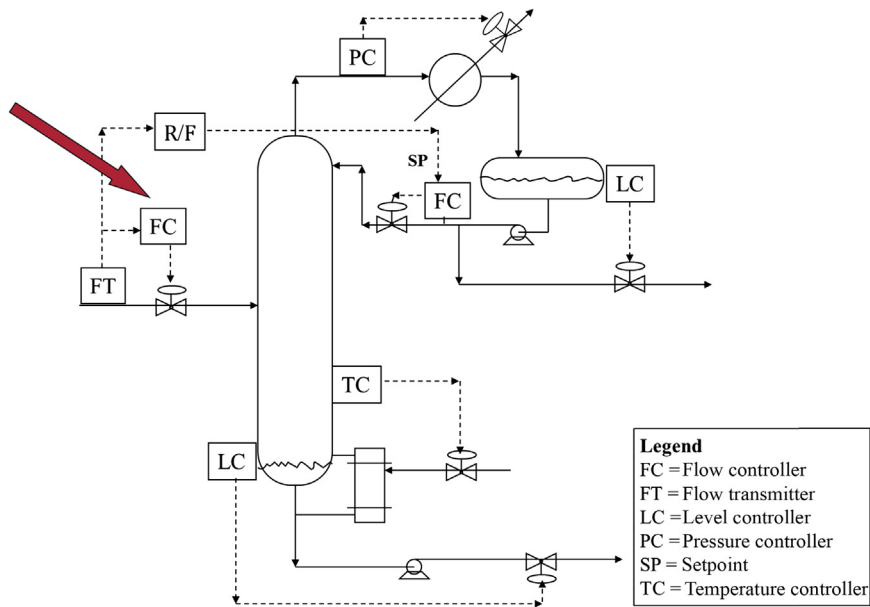 PC
R/F
SP
FC
LC
FC
FT
TC
LC
Legend
FC = Flow controller
FT = Flow transmitter
LC = Level controller
PC = Pressure controller
SP = Setpoint
TC = Temperature controller